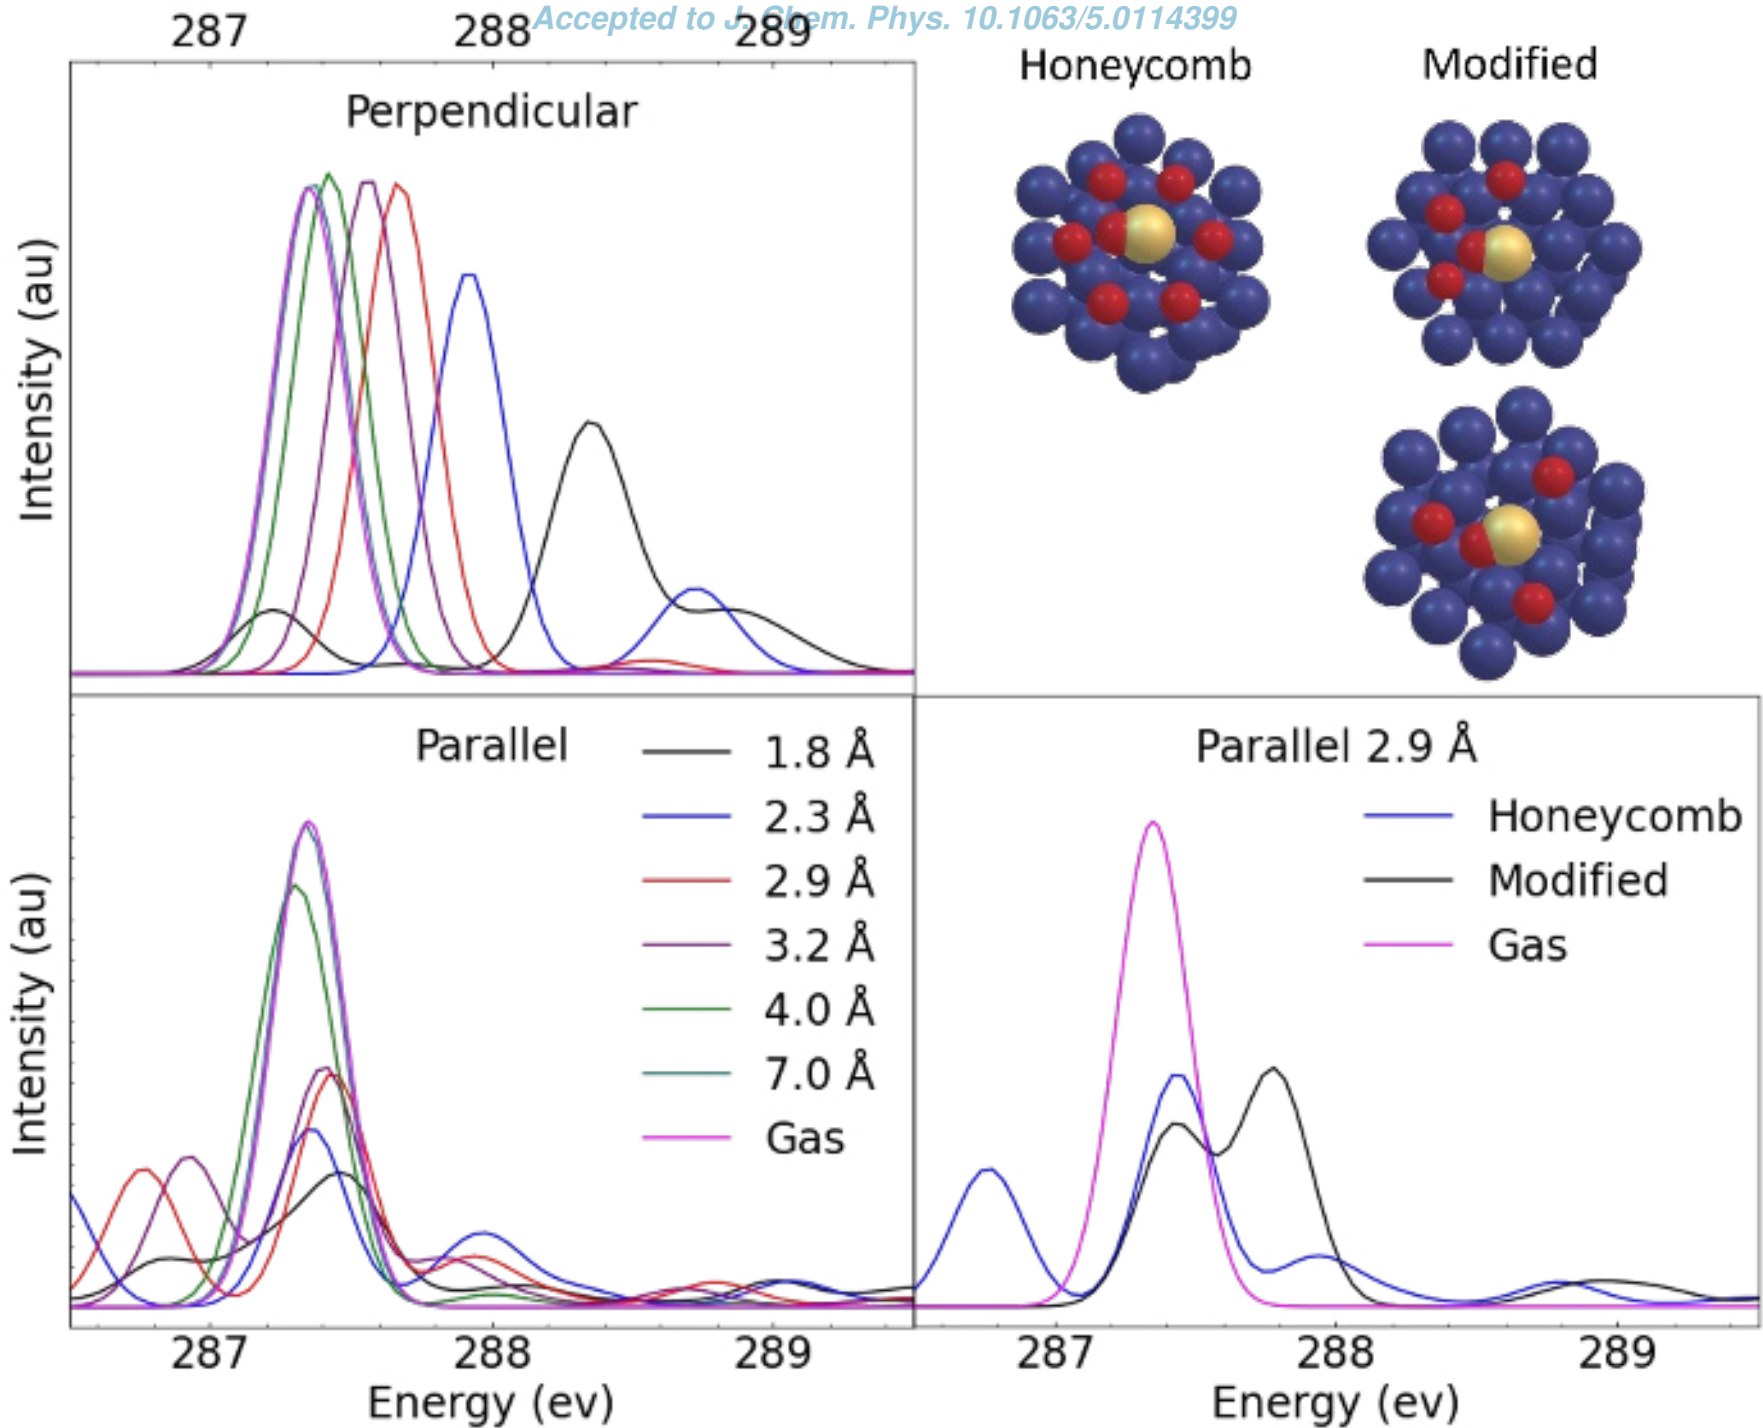 Accepted to J. Chem. Phys. 10.1063/5.0114399
287 288 289
Honeycomb Modified
Perpendicular
Intensity (au)
Parallel
1.8 Å
2.3 Å
2.9 Å
3.2 Å
4.0 Å
7.0 Å
Gas
Intensity (au)
287 288 289
Energy (ev)
Parallel 2.9 Å
Honeycomb
Modified
Gas
287 288 289
Energy (ev)